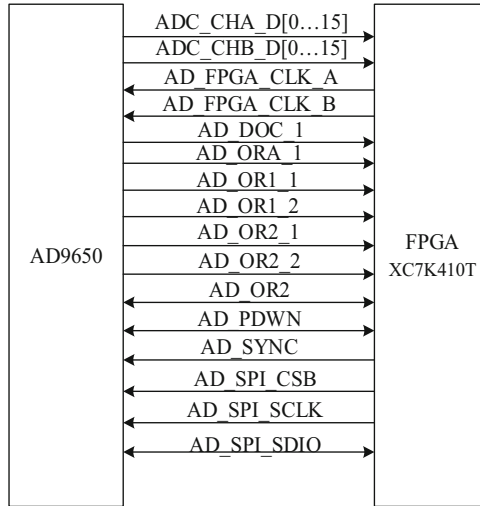 ADC_CHA_D[0…15]
ADC_CHB_D[0…15]
AD_FPGA_CLK_A
AD_FPGA_CLK_B
AD_DOC_1
AD_ORA_1
AD_OR1_1
AD_OR1_2
AD_OR2_1
AD_OR2_2
AD9650
FPGA
XC7K410T
AD_OR2
AD_PDWN
AD_SYNC
AD_SPI_CSB
AD_SPI_SCLK
AD_SPI_SDIO